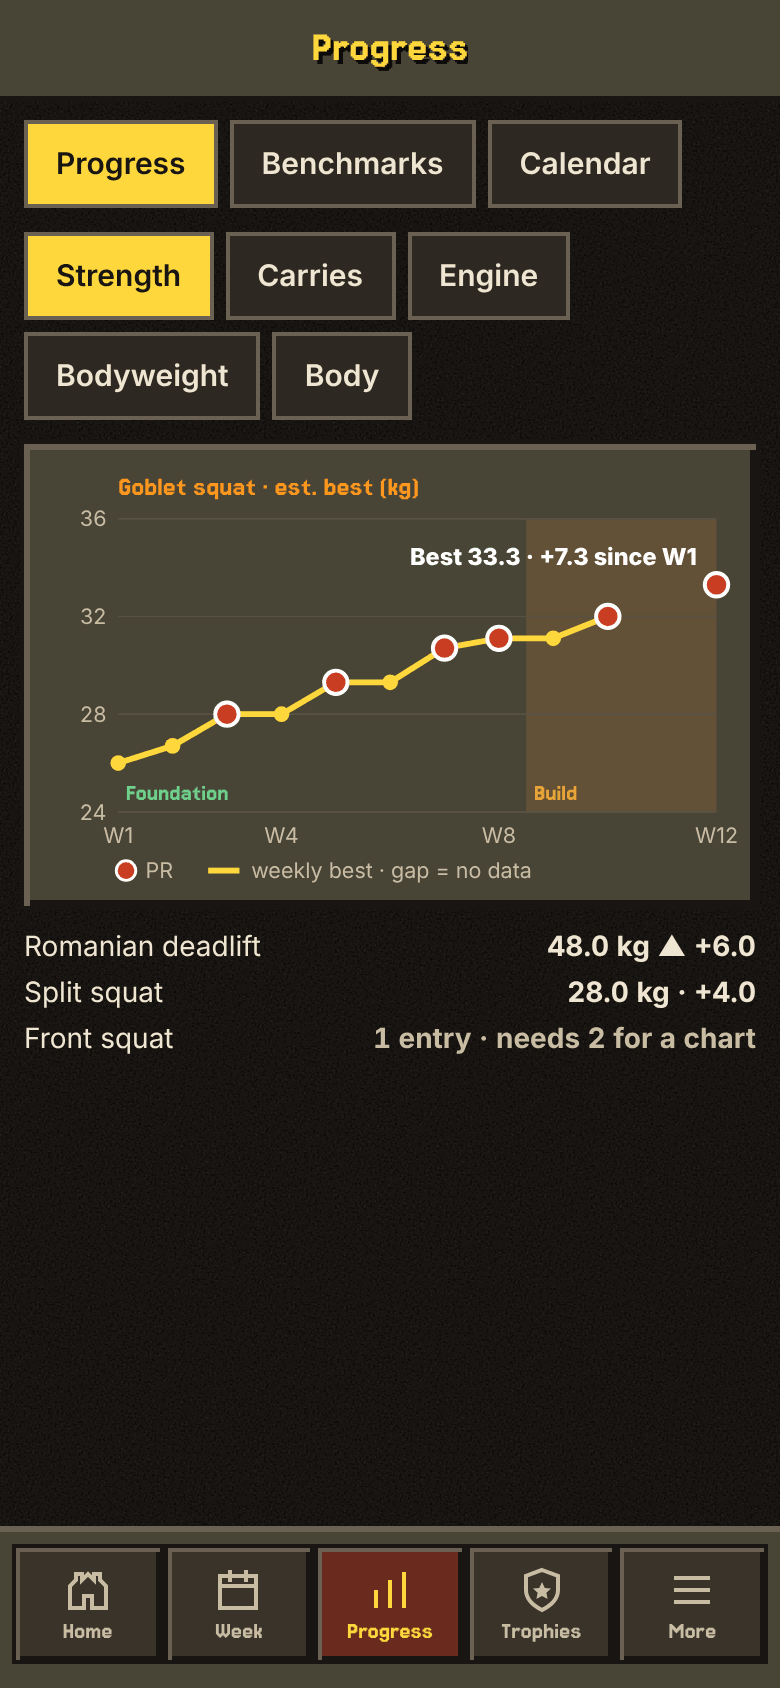 Progress
Progress Benchmarks Calendar
Strength Carries Engine
Bodyweight Body
Goblet squat · est. best (kg)
36
Best 33.3 · +7.3 since W1
32
28
Foundation Build
24
W1 W4 W8 W12
PR weekly best · gap = no data
Romanian deadlift 48.0 kg ▲ +6.0
Split squat 28.0 kg · +4.0
Front squat 1 entry · needs 2 for a chart
Home Week Progress Trophies More